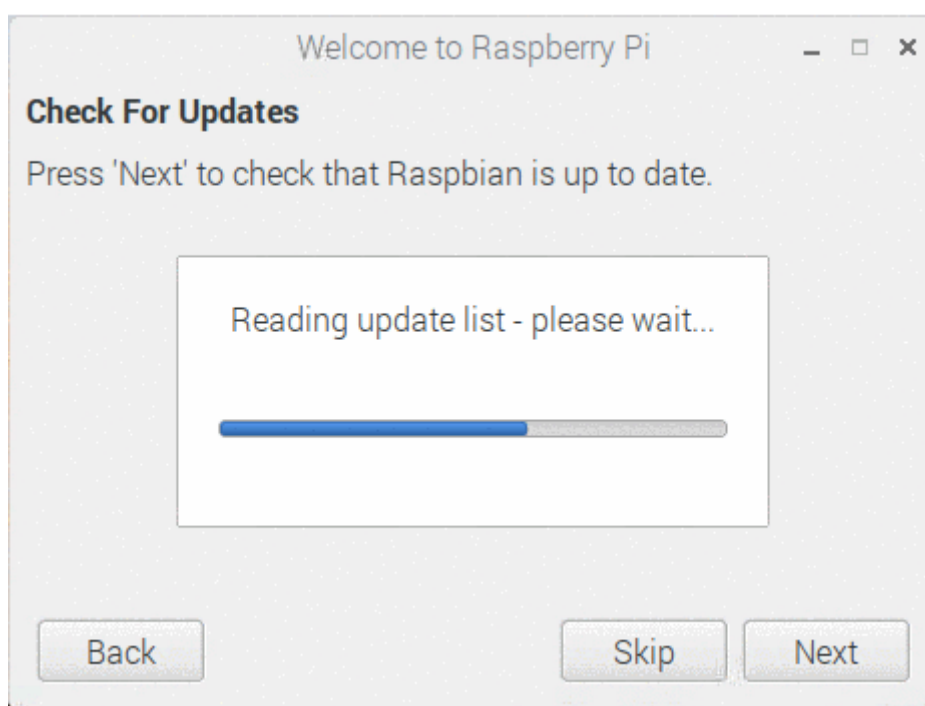 Welcome to Raspberry Pi
Check For Updates
Press 'Next' to check that Raspbian is up to date.
Reading update list - please wait...
Back Skip Next